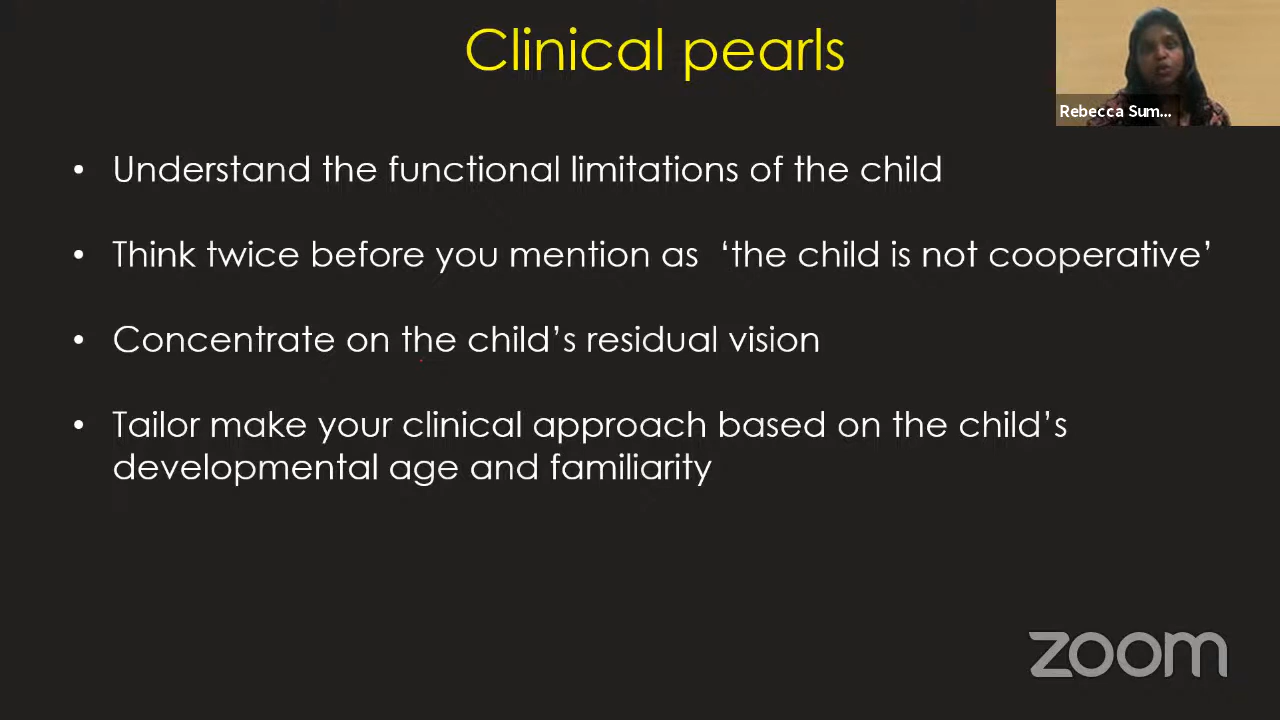 Clinical pearls
Rebecca Sum...
• Understand the functional limitations of the child
• Think twice before you mention as ‘the child is not cooperative’
• Concentrate on the child’s residual vision
• Tailor make your clinical approach based on the child’s
developmental age and familiarity
zoom